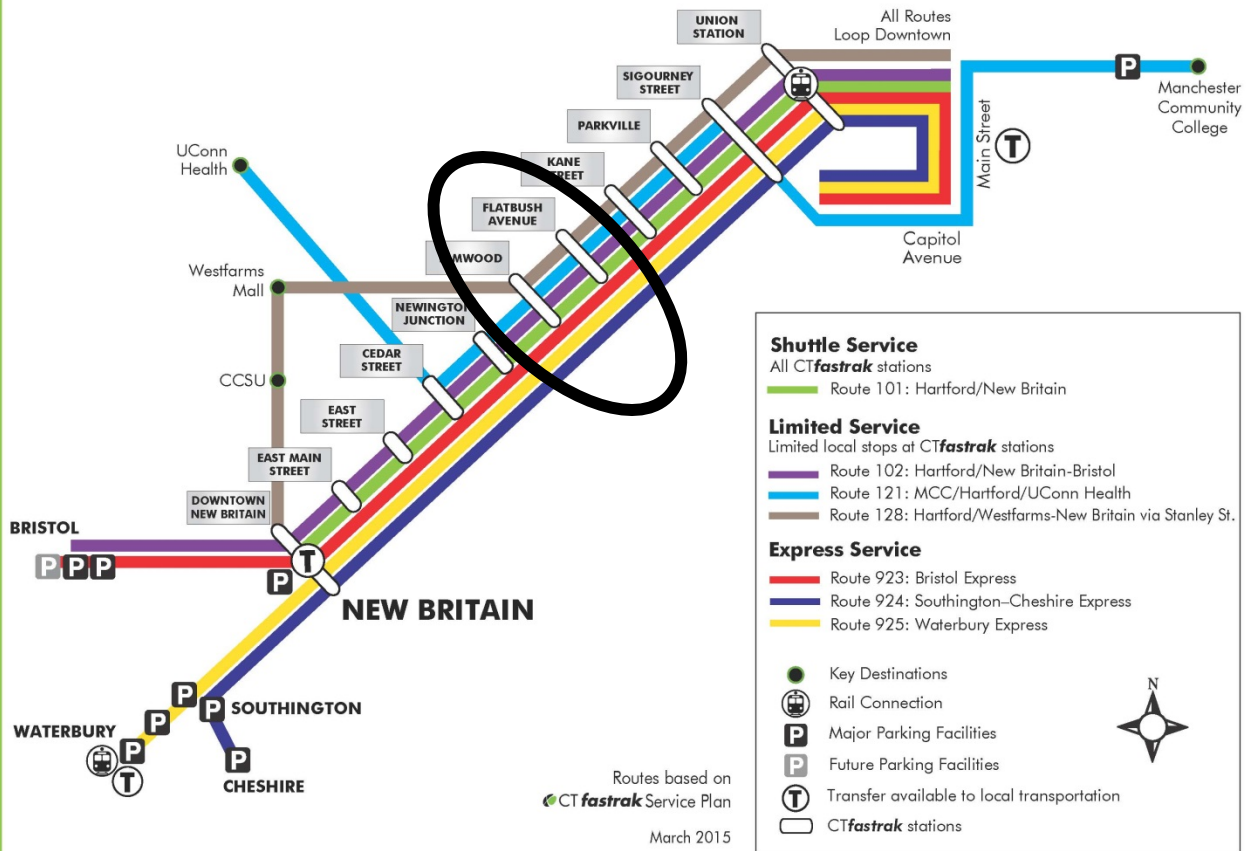 UNION
STATION
All Routes
Loop Downtown
SIGOURNEY
STREET
PARKVILLE
P
Manchester
Community
College
Main Street
T
UConn
Health
KANE
STREET
FLATBUSH
AVENUE
Capitol
Avenue
Westfarms
Mall
NEWINGTON
JUNCTION
CEDAR
STREET
CCSU
EAST
STREET
EAST MAIN
STREET
DOWNTOWN
NEW BRITAIN
BRISTOL
P P P
T
P
NEW BRITAIN
P
P
P
P
SOUTHINGTON
WATERBURY
T
P
CHESHIRE
Routes based on
CTfastrak Service Plan
March 2015
Shuttle Service
All CTfastrak stations
Route 101: Hartford/New Britain
Limited Service
Limited local stops at CTfastrak stations
Route 102: Hartford/New Britain-Bristol
Route 121: MCC/Hartford/UConn Health
Route 128: Hartford/Westfarms-New Britain via Stanley St.
Express Service
Route 923: Bristol Express
Route 924: Southington–Cheshire Express
Route 925: Waterbury Express
Key Destinations
Rail Connection
P Major Parking Facilities
P Future Parking Facilities
T Transfer available to local transportation
CTfastrak stations
N